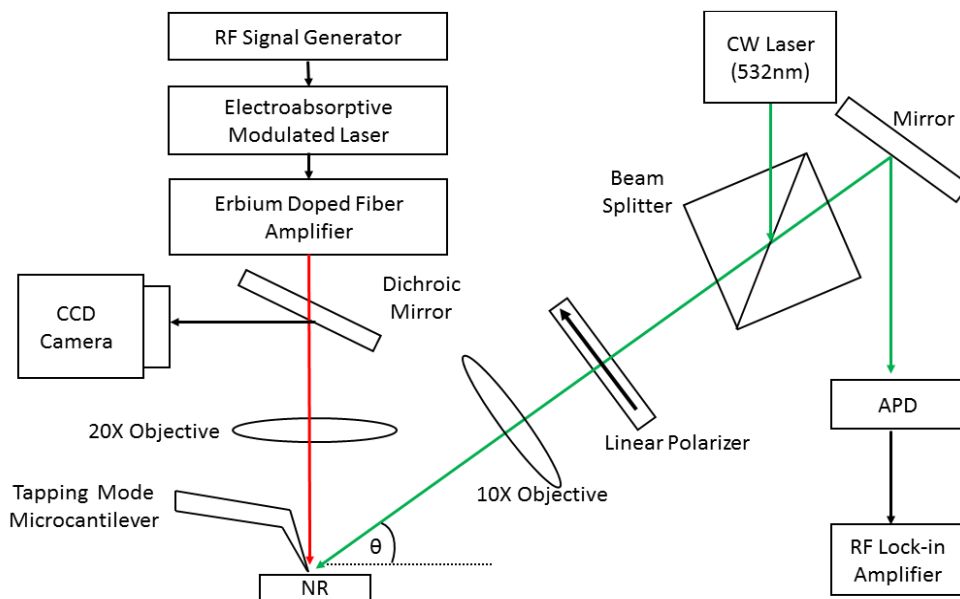 RF Signal Generator
Electroabsorptive
Modulated Laser
Erbium Doped Fiber
Amplifier
CCD
Camera
Dichroic
Mirror
20X Objective
Tapping Mode
Microcantilever
NR
θ
10X Objective
Linear Polarizer
Beam
Splitter
CW Laser
(532nm)
Mirror
APD
RF Lock-in
Amplifier